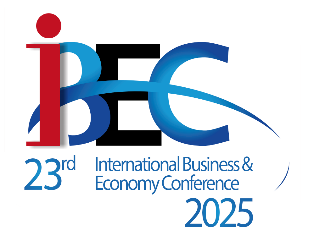 iBEC
23rd International Business &
Economy Conference
2025